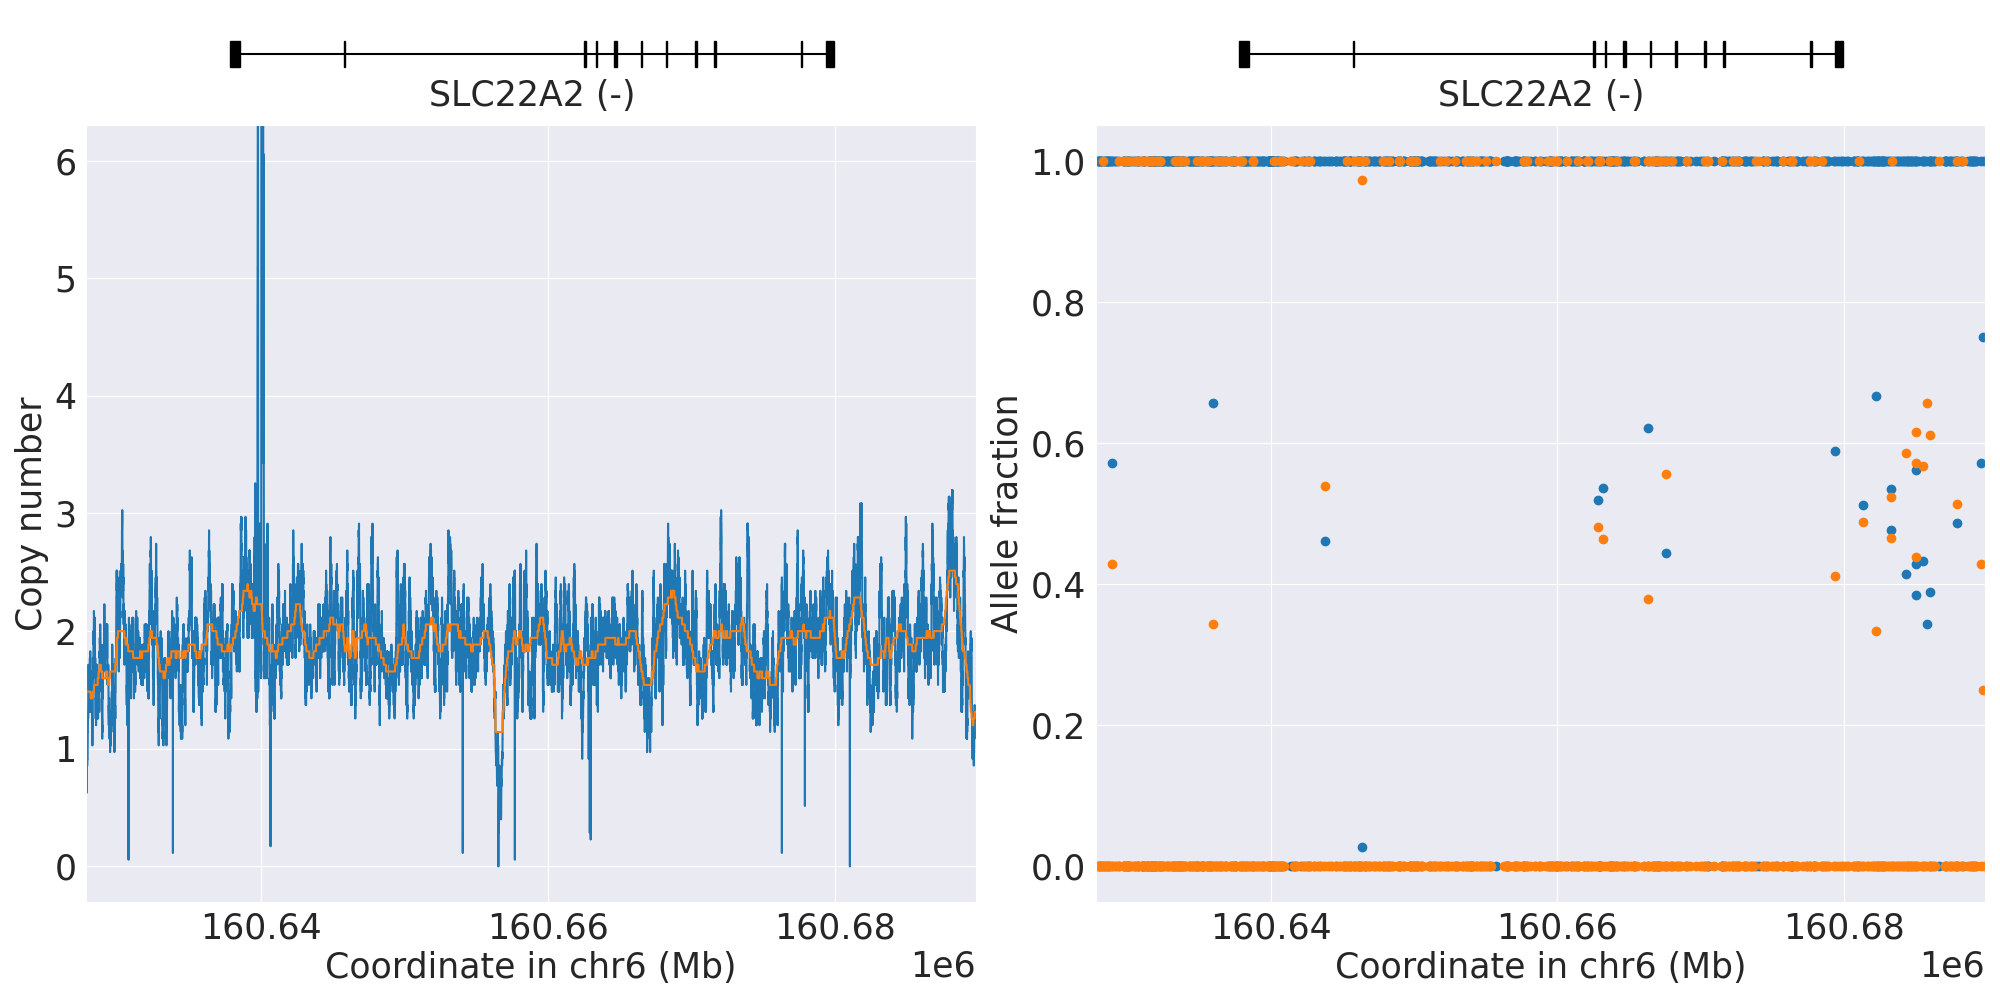 SLC22A2 (-)
Copy number
6
5
4
3
2
1
0
160.64 160.66 160.68
Coordinate in chr6 (Mb) 1e6
SLC22A2 (-)
Allele fraction
1.0
0.8
0.6
0.4
0.2
0.0
160.64 160.66 160.68
Coordinate in chr6 (Mb) 1e6